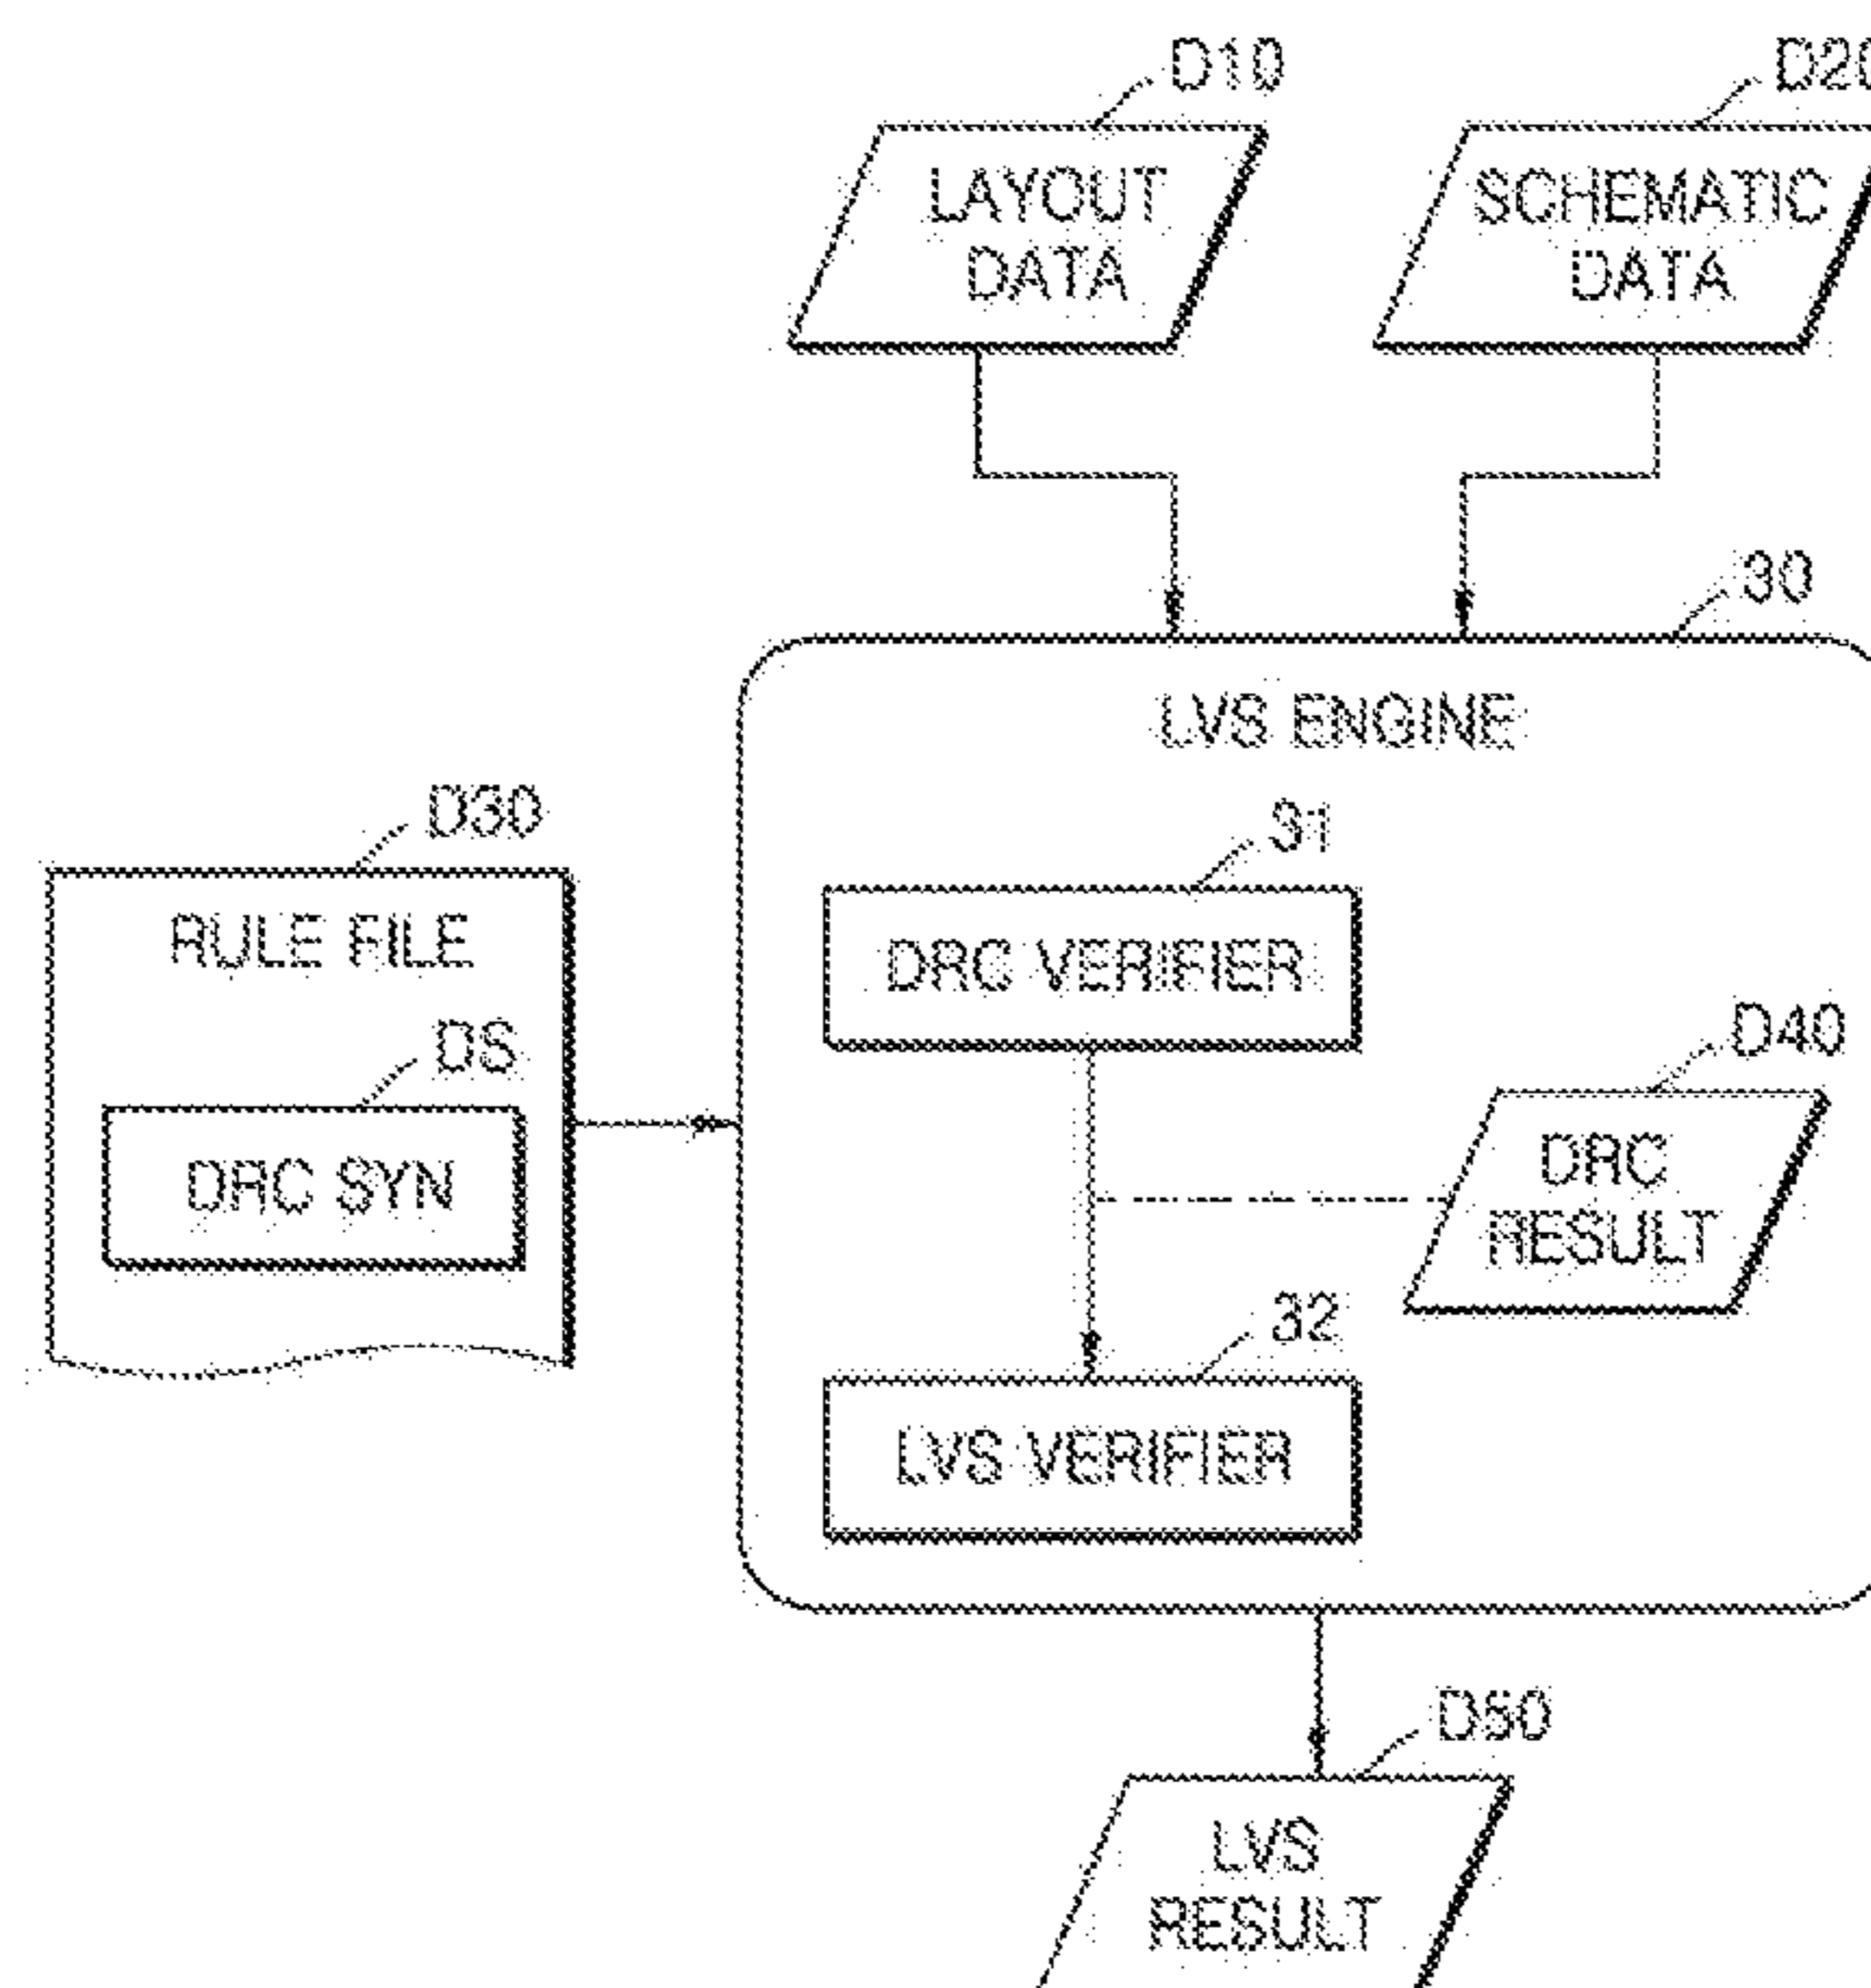 D10
D20
LAYOUT
DATA
SCHEMATIC
DATA
30
LVS ENGINE
D30
31
RULE FILE
DRC VERIFIER
DS
D40
DRC SYN
DRC
RESULT
32
LVS VERIFIER
D50
LVS
RESULT